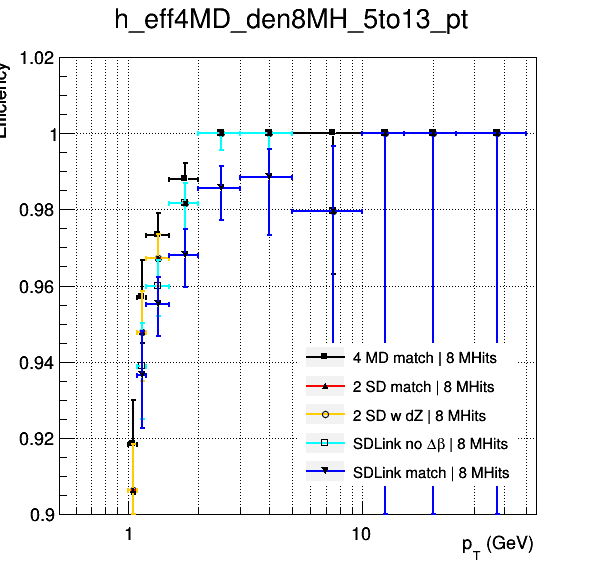 h_eff4MD_den8MH_5to13_pt
Efficiency
1.02
1
0.98
0.96
0.94
0.92
0.9
4 MD match | 8 MHits
2 SD match | 8 MHits
2 SD w dZ | 8 MHits
SDLink no Δβ | 8 MHits
SDLink match | 8 MHits
1
10
p_T (GeV)